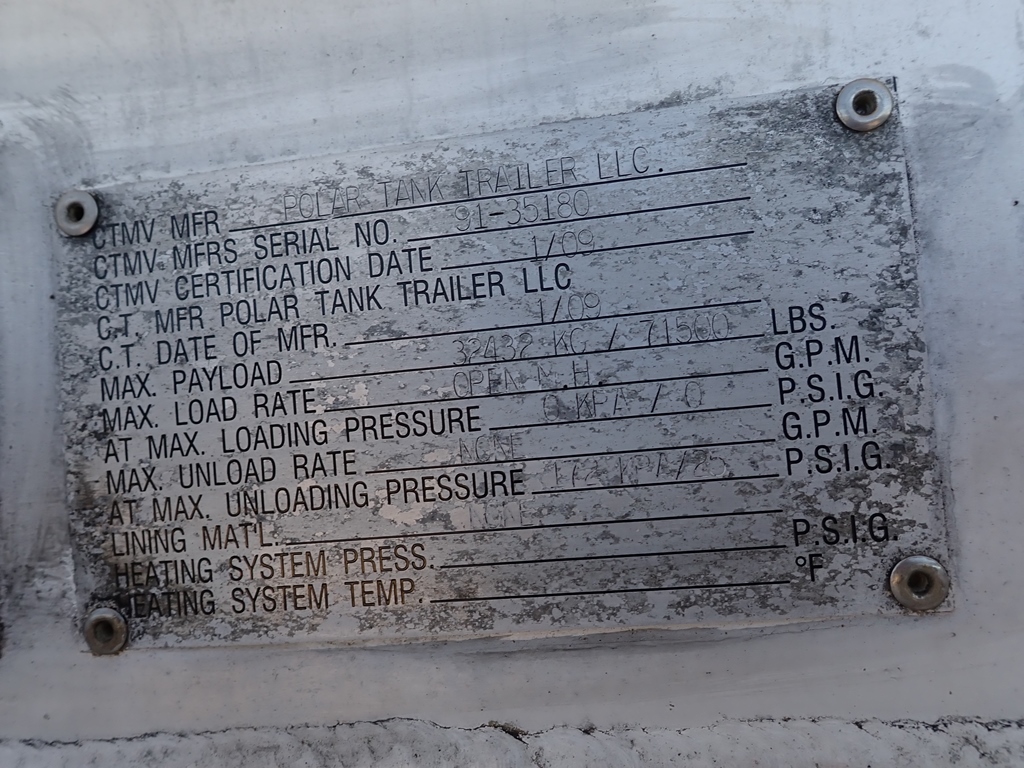 CTMV MFR POLAR TANK TRAILER LLC.
CTMV MFRS SERIAL NO. 91-35180
CTMV CERTIFICATION DATE 1/09
C.T. MFR POLAR TANK TRAILER LLC
C.T. DATE OF MFR. 1/09
MAX. PAYLOAD 32432 KG / 71500 LBS.
MAX. LOAD RATE OPEN M.H. G.P.M.
AT MAX. LOADING PRESSURE 0 KPA / 0 P.S.I.G.
MAX. UNLOAD RATE NONE G.P.M.
AT MAX. UNLOADING PRESSURE 172 KPA/25 P.S.I.G.
LINING MAT'L. NONE
HEATING SYSTEM PRESS. P.S.I.G.
HEATING SYSTEM TEMP. °F